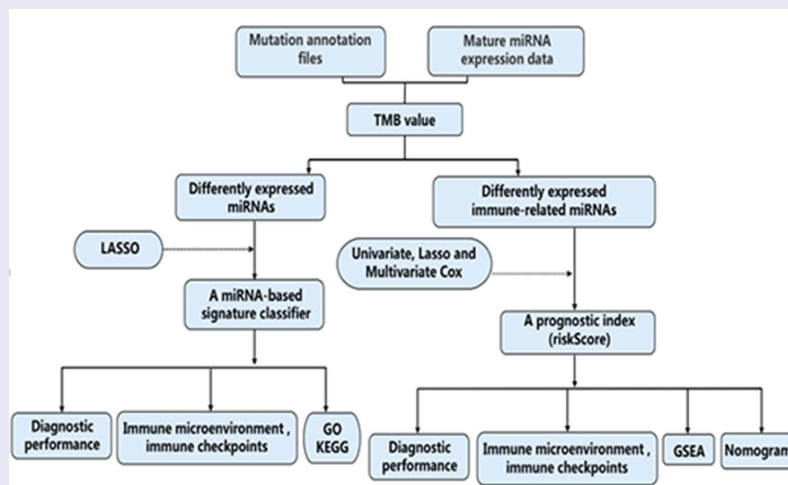 Mutation annotation
files
Mature miRNA
expression data
TMB value
Differently expressed
miRNAs
Differently expressed
immune-related miRNAs
LASSO
Univariate, Lasso and
Multivariate Cox
A miRNA-based
signature classifier
A prognostic index
(riskScore)
Diagnostic
performance
Immune microenvironment ,
immune checkpoints
GO
KEGG
Diagnostic
performance
Immune microenvironment ,
immune checkpoints
GSEA
Nomogram